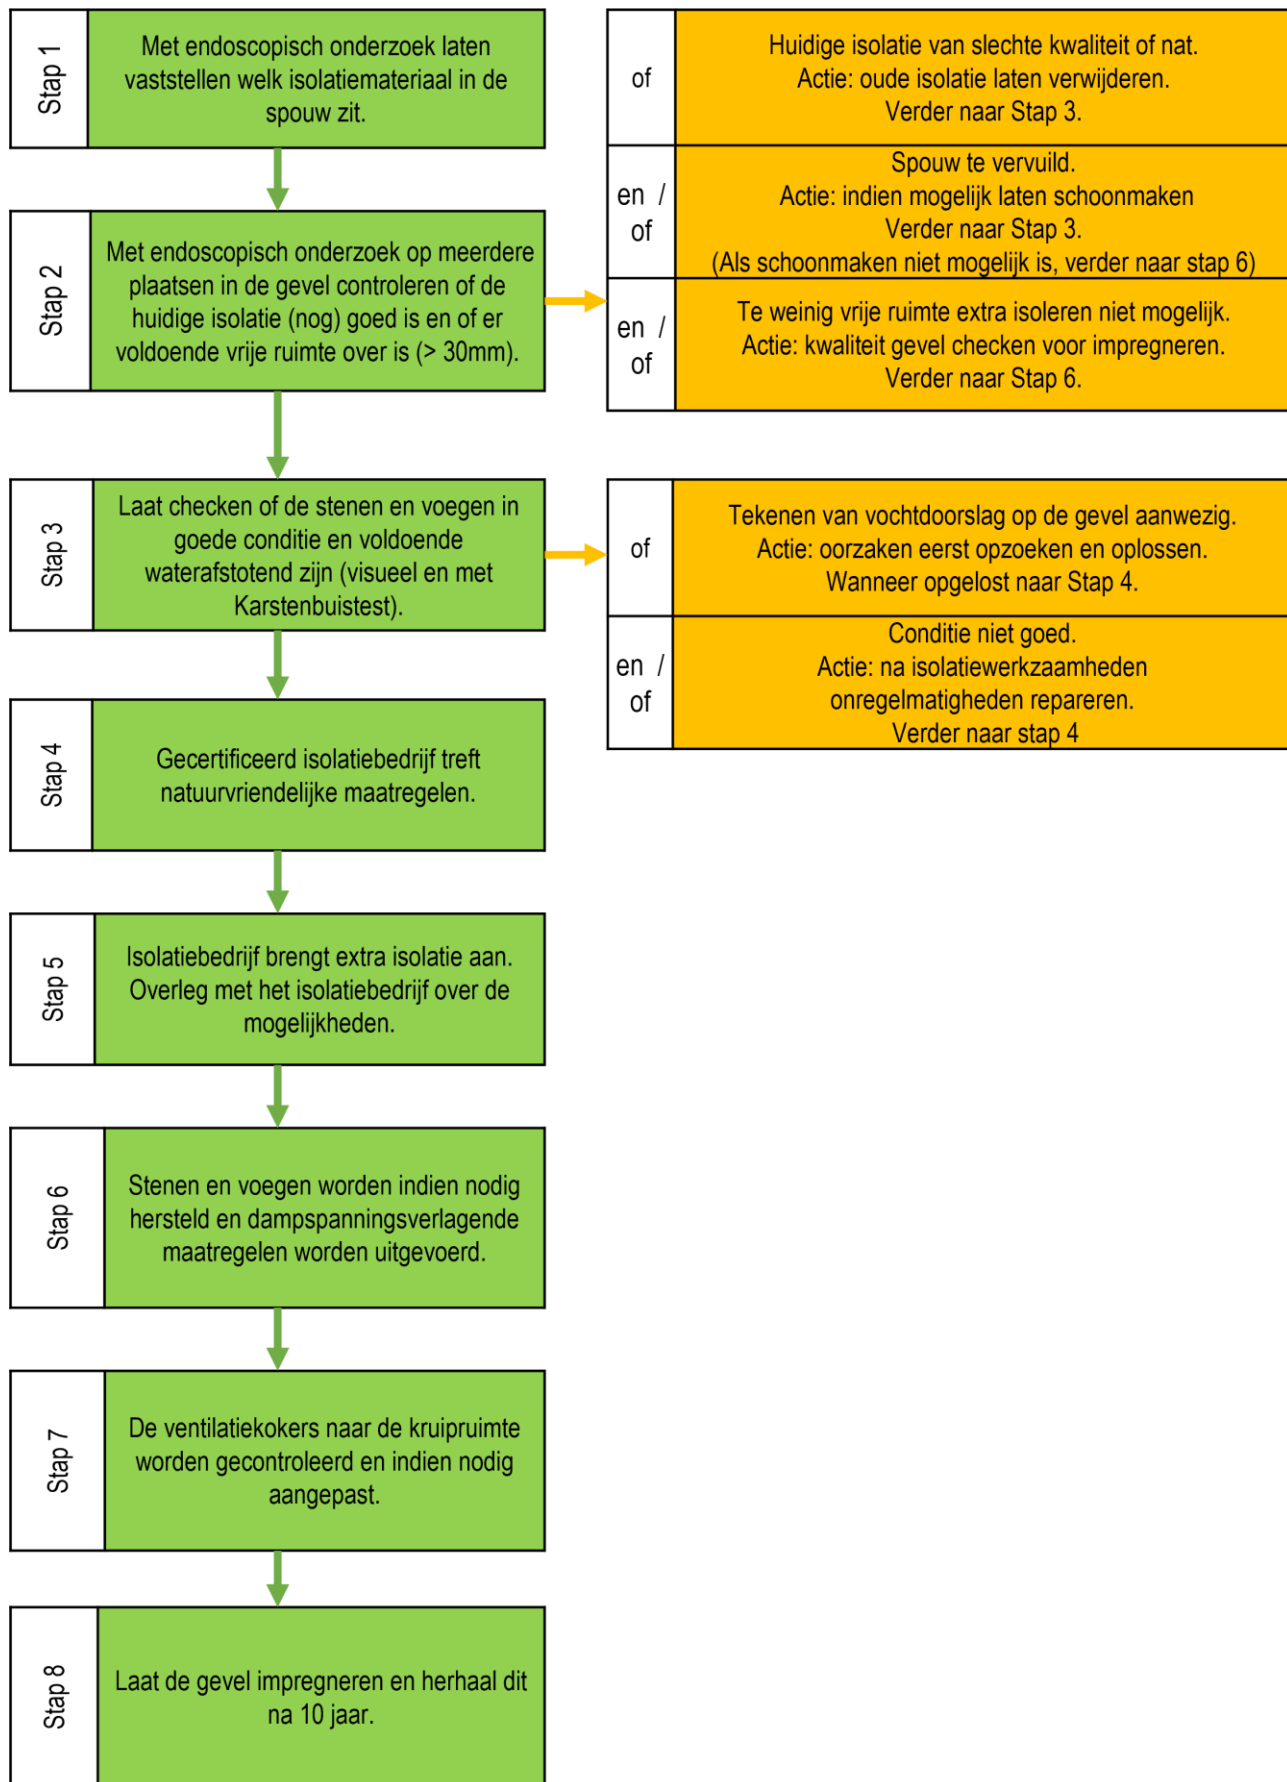 Stap 1
Met endoscopisch onderzoek laten
vaststellen welk isolatiemateriaal in de
spouw zit.
of
Huidige isolatie van slechte kwaliteit of nat.
Actie: oude isolatie laten verwijderen.
Verder naar Stap 3.
en /
of
Spouw te vervuild.
Actie: indien mogelijk laten schoonmaken
Verder naar Stap 3.
(Als schoonmaken niet mogelijk is, verder naar stap 6)
Stap 2
Met endoscopisch onderzoek op meerdere
plaatsen in de gevel controleren of de
huidige isolatie (nog) goed is en of er
voldoende vrije ruimte over is (> 30mm).
en /
of
Te weinig vrije ruimte extra isoleren niet mogelijk.
Actie: kwaliteit gevel checken voor impregneren.
Verder naar Stap 6.
Stap 3
Laat checken of de stenen en voegen in
goede conditie en voldoende
waterafstotend zijn (visueel en met
Karstenbuistest).
of
Tekenen van vochtdoorslag op de gevel aanwezig.
Actie: oorzaken eerst opzoeken en oplossen.
Wanneer opgelost naar Stap 4.
en /
of
Conditie niet goed.
Actie: na isolatiewerkzaamheden
onregelmatigheden repareren.
Verder naar stap 4
Stap 4
Gecertificeerd isolatiebedrijf treft
natuurvriendelijke maatregelen.
Stap 5
Isolatiebedrijf brengt extra isolatie aan.
Overleg met het isolatiebedrijf over de
mogelijkheden.
Stap 6
Stenen en voegen worden indien nodig
hersteld en dampspanningsverlagende
maatregelen worden uitgevoerd.
Stap 7
De ventilatiekokers naar de kruipruimte
worden gecontroleerd en indien nodig
aangepast.
Stap 8
Laat de gevel impregneren en herhaal dit
na 10 jaar.